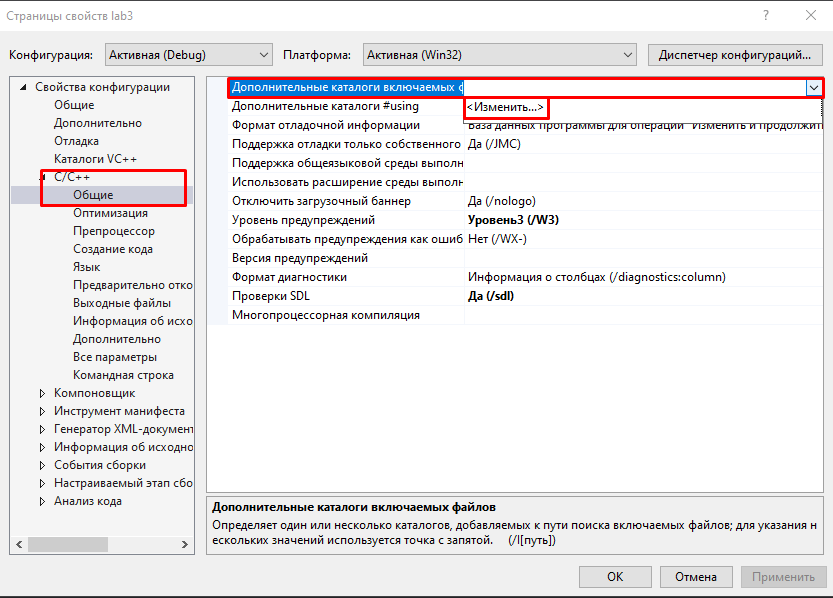 Страницы свойств lab3
?
Конфигурация: Активная (Debug) Платформа: Активная (Win32) Диспетчер конфигураций...
Свойства конфигурации
Общие
Дополнительно
Отладка
Каталоги VC++
C/C++
Общие
Оптимизация
Препроцессор
Создание кода
Язык
Предварительно отко
Выходные файлы
Информация об исхо
Дополнительно
Все параметры
Командная строка
Компоновщик
Инструмент манифеста
Генератор XML-документ
Информация об исходно
События сборки
Настраиваемый этап сбо
Анализ кода
Дополнительные каталоги включаемых
Дополнительные каталоги #using <Изменить...>
Формат отладочной информации База данных программы для операции "Изменить и продолжит
Поддержка отладки только собственного Да (/JMC)
Поддержка общеязыковой среды выполн
Использовать расширение среды выполн
Отключить загрузочный баннер Да (/nologo)
Уровень предупреждений Уровень3 (/W3)
Обрабатывать предупреждения как ошиб Нет (/WX-)
Версия предупреждений
Формат диагностики Информация о столбцах (/diagnostics:column)
Проверки SDL Да (/sdl)
Многопроцессорная компиляция
Дополнительные каталоги включаемых файлов
Определяет один или несколько каталогов, добавляемых к пути поиска включаемых файлов; для указания н
ескольких значений используется точка с запятой. (/I[путь])
ОК Отмена Применить